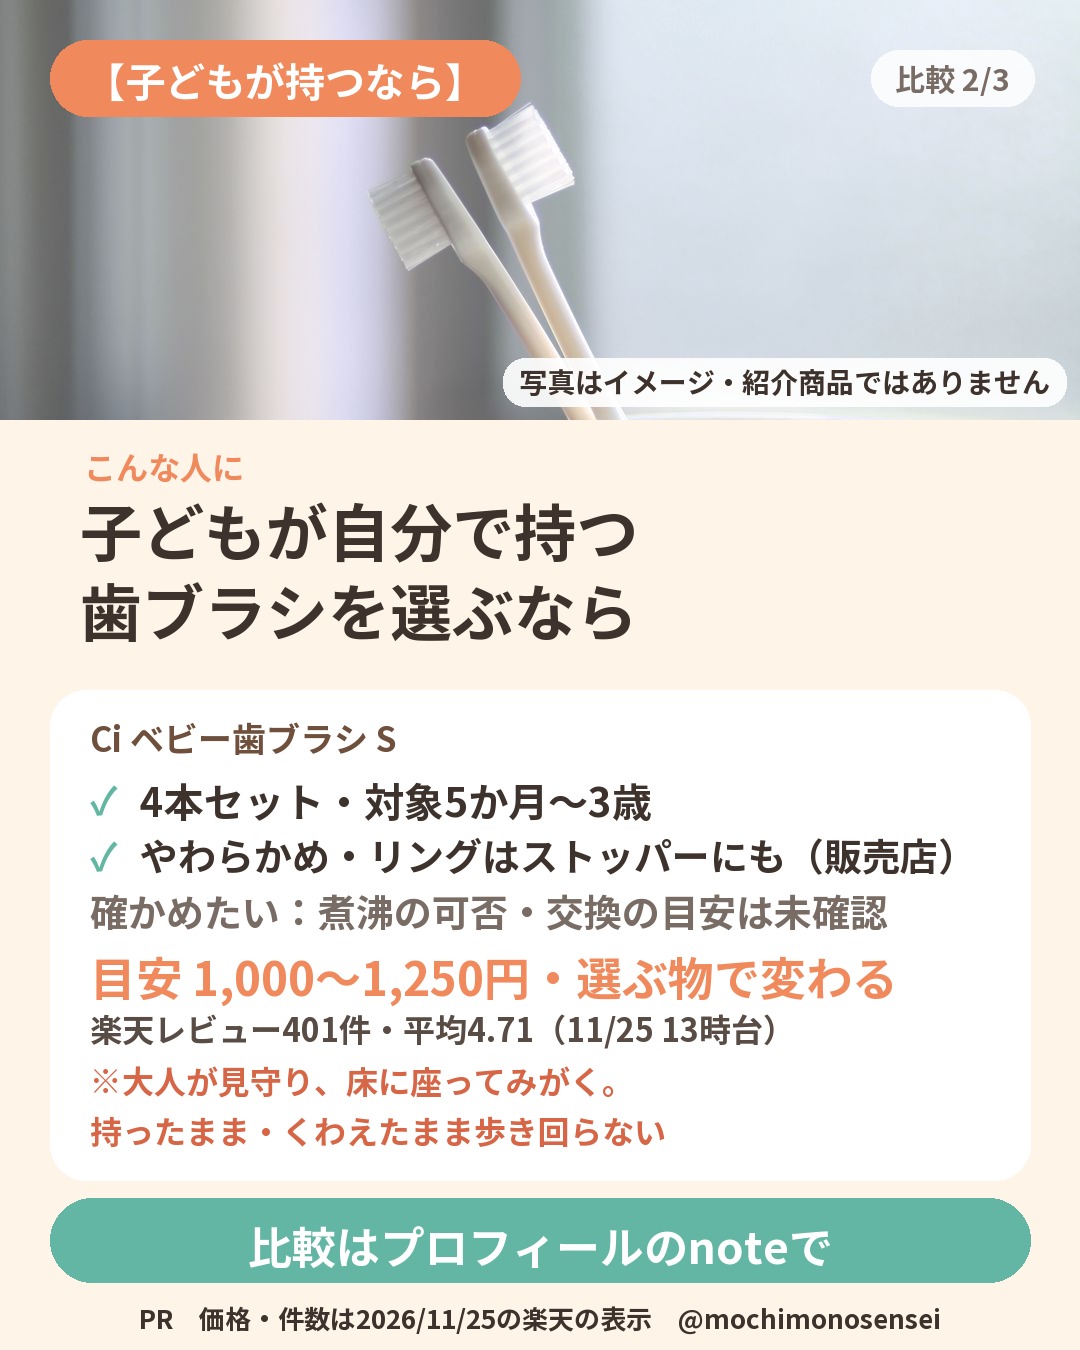 【子どもが持つなら】
比較 2/3
写真はイメージ・紹介商品ではありません
こんな人に
子どもが自分で持つ
歯ブラシを選ぶなら
Ci ベビー歯ブラシ S
✓ 4本セット・対象5か月〜3歳
✓ やわらかめ・リングはストッパーにも（販売店）
確かめたい：煮沸の可否・交換の目安は未確認
目安 1,000〜1,250円・選ぶ物で変わる
楽天レビュー401件・平均4.71（11/25 13時台）
※大人が見守り、床に座ってみがく。
持ったまま・くわえたまま歩き回らない
比較はプロフィールのnoteで
PR 価格・件数は2026/11/25の楽天の表示 @mochimonosensei